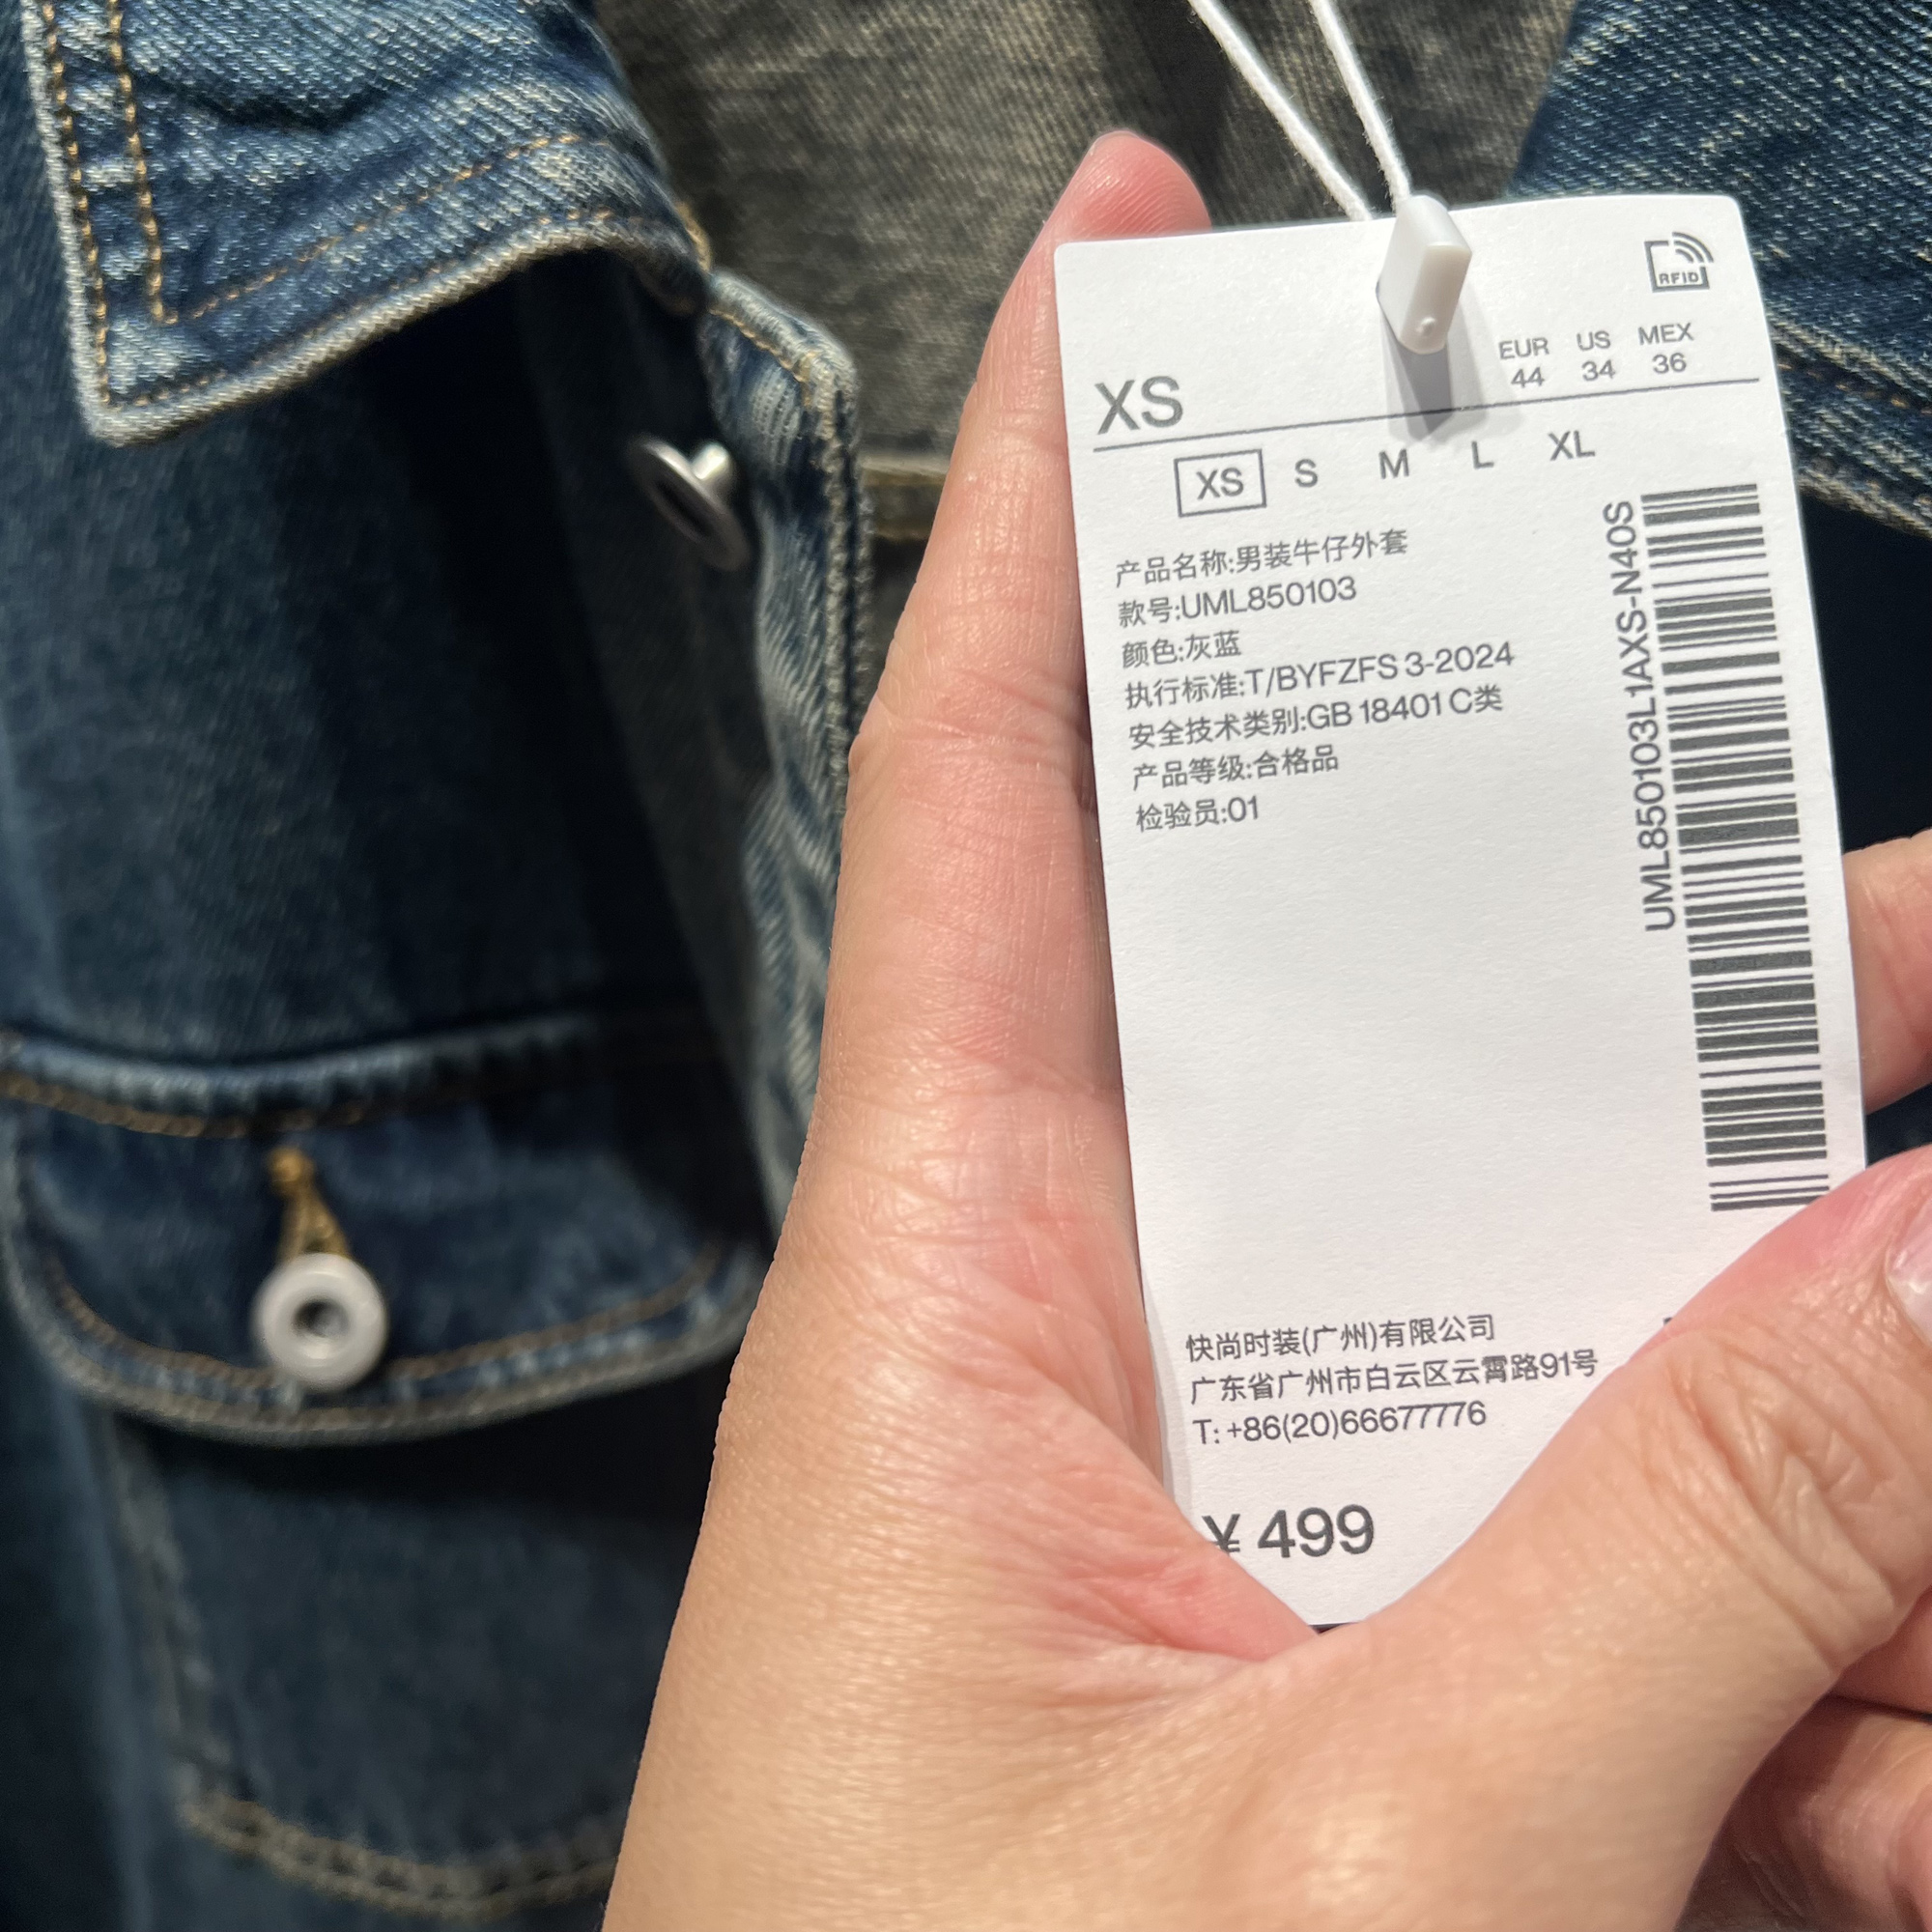 RFID
EUR US MEX
44 34 36
XS
XS S M L XL
产品名称:男装牛仔外套
款号:UML850103
颜色:灰蓝
执行标准:T/BYFZFS 3-2024
安全技术类别:GB 18401 C类
产品等级:合格品
检验员:01
UML850103L1AXS-N40S
快尚时装(广州)有限公司
广东省广州市白云区云霄路91号
T: +86(20)66677776
¥ 499